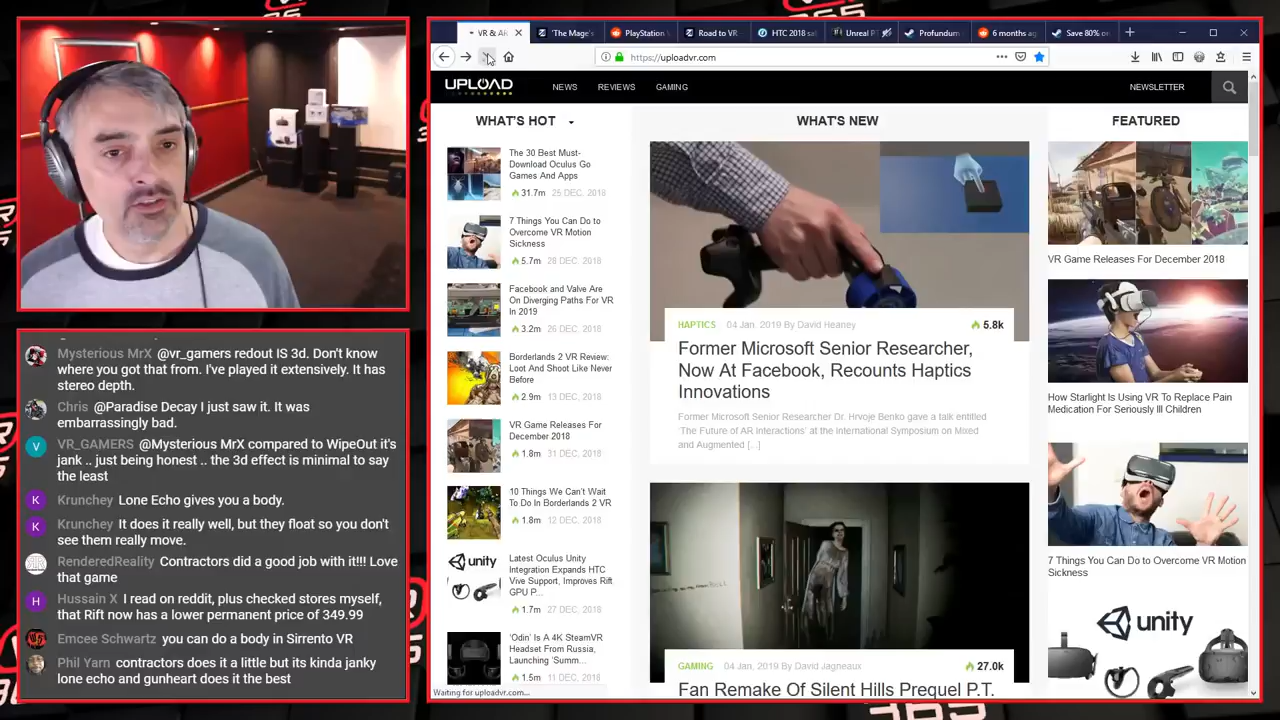 Mysterious MrX @vr_gamers redout IS 3d. Don't know
where you got that from. I've played it extensively. It has
stereo depth.
Chris @Paradise Decay I just saw it. It was
embarrassingly bad.
V
VR_GAMERS @Mysterious MrX compared to WipeOut it's
jank .. just being honest .. the 3d effect is minimal to say
the least
K
Krunchey Lone Echo gives you a body.
K
Krunchey It does it really well, but they float so you don't
see them really move.
RenderedReality Contractors did a good job with it!!! Love
that game
H
Hussain X I read on reddit, plus checked stores myself,
that Rift now has a lower permanent price of 349.99
Emcee Schwartz you can do a body in Sirrento VR
Phil Yarn contractors does it a little but its kinda janky
lone echo and gunheart does it the best
VR & AR
'The Mage's
PlayStation V
Road to VR
HTC 2018 sal
Unreal P
Profundum
6 months ag
Save 80% o
https://uploadvr.com
UPLOAD
NEWS
REVIEWS
GAMING
NEWSLETTER
WHAT'S HOT
The 30 Best Must-
Download Oculus Go
Games And Apps
31.7m 25 DEC. 2018
7 Things You Can Do to
Overcome VR Motion
Sickness
5.7m 28 DEC. 2018
Facebook and Valve Are
On Diverging Paths For VR
In 2019
3.2m 26 DEC. 2018
Borderlands 2 VR Review:
Loot And Shoot Like Never
Before
2.9m 13 DEC. 2018
VR Game Releases For
December 2018
1.8m 31 DEC. 2018
10 Things We Can't Wait
To Do In Borderlands 2 VR
1.8m 12 DEC. 2018
unity
Latest Oculus Unity
Integration Expands HTC
Vive Support, Improves Rift
GPU P...
1.7m 27 DEC. 2018
'Odin' Is A 4K SteamVR
Headset From Russia,
Launching 'Summ...
1.5m 11 DEC. 2018
Waiting for uploadvr.com...
WHAT'S NEW
HAPTICS 04 Jan, 2019 By David Heaney 5.8k
Former Microsoft Senior Researcher,
Now At Facebook, Recounts Haptics
Innovations
Former Microsoft Senior Researcher Dr. Hrvoje Benko gave a talk entitled
'The Future of AR Interactions' at the International Symposium on Mixed
and Augmented [...]
GAMING 04 Jan, 2019 By David Jagneaux 27.0k
Fan Remake Of Silent Hills Prequel P.T.
FEATURED
VR Game Releases For December 2018
How Starlight Is Using VR To Replace Pain
Medication For Seriously Ill Children
7 Things You Can Do to Overcome VR Motion
Sickness
unity